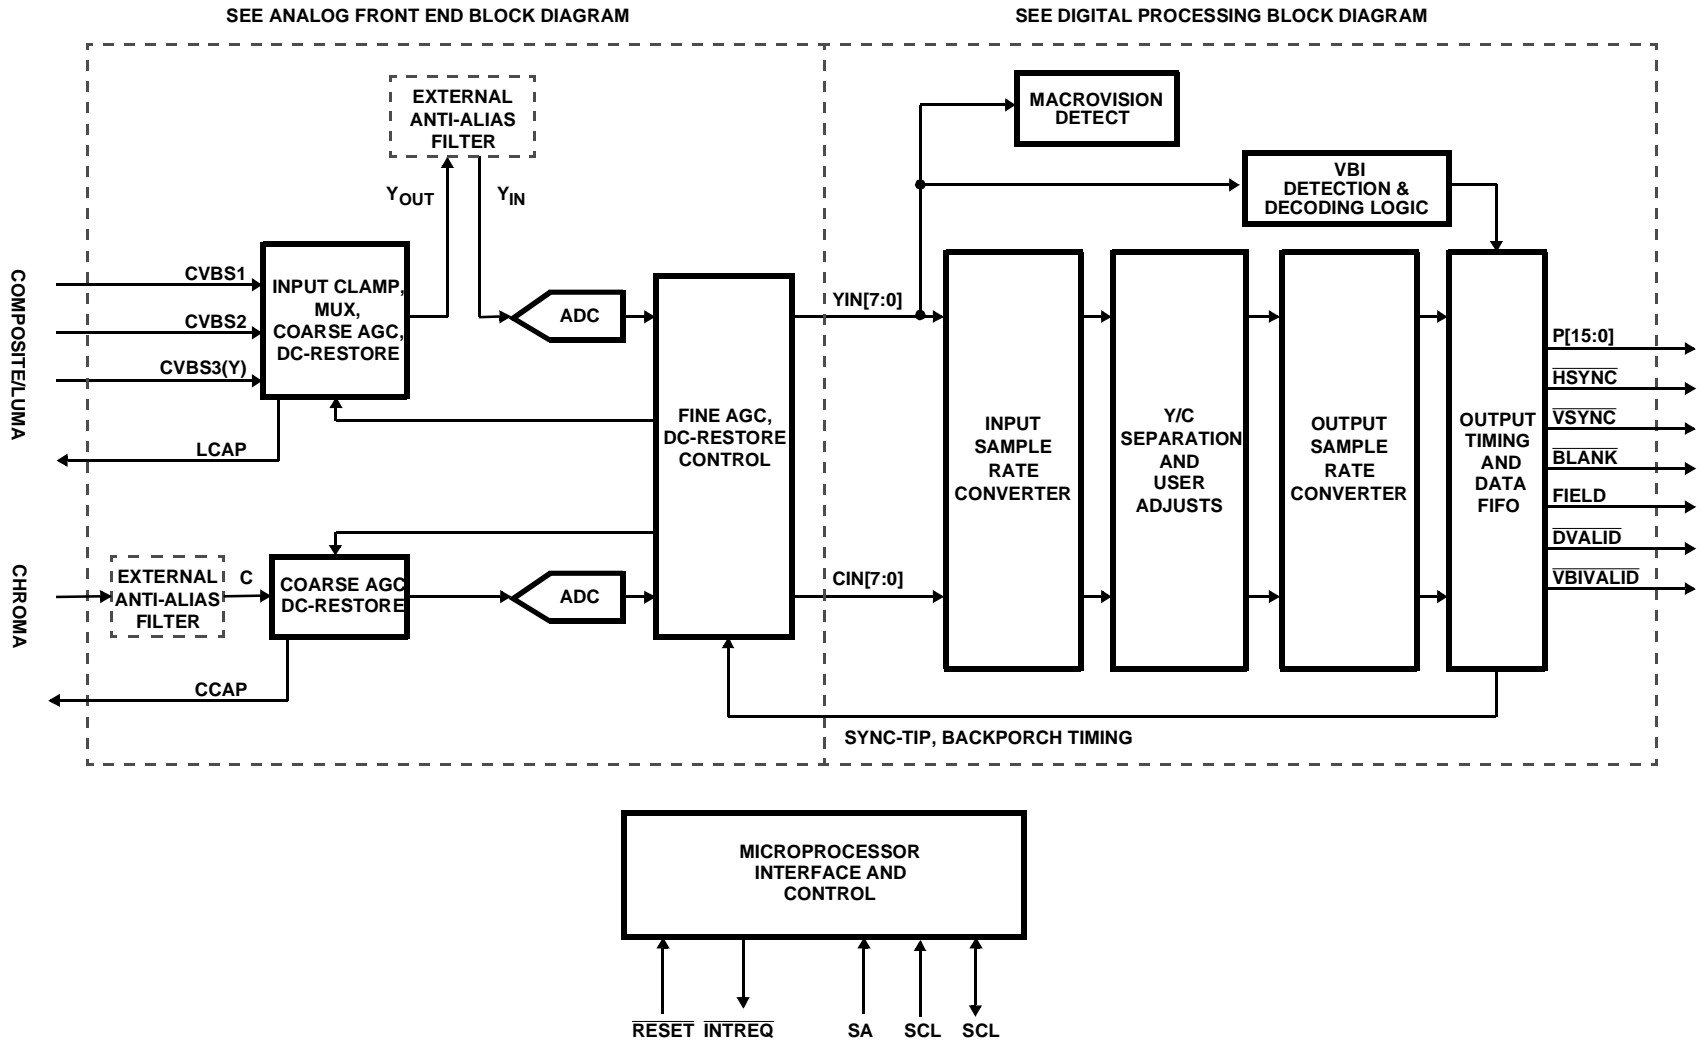 SEE ANALOG FRONT END BLOCK DIAGRAM
SEE DIGITAL PROCESSING BLOCK DIAGRAM
EXTERNAL
ANTI-ALIAS
FILTER
MACROVISION
DETECT
VBI
DETECTION &
DECODING LOGIC
YOUT
YIN
COMPOSITE/LUMA
CVBS1
CVBS2
CVBS3(Y)
LCAP
INPUT CLAMP,
MUX,
COARSE AGC,
DC-RESTORE
ADC
FINE AGC,
DC-RESTORE
CONTROL
YIN[7:0]
CIN[7:0]
INPUT
SAMPLE
RATE
CONVERTER
Y/C
SEPARATION
AND
USER
ADJUSTS
OUTPUT
SAMPLE
RATE
CONVERTER
OUTPUT
TIMING
AND
DATA
FIFO
P[15:0]
HSYNC
VSYNC
BLANK
FIELD
DVALID
VBIVALID
CHROMA
EXTERNAL
ANTI-ALIAS
FILTER
C
COARSE AGC
DC-RESTORE
ADC
CCAP
SYNC-TIP, BACKPORCH TIMING
MICROPROCESSOR
INTERFACE AND
CONTROL
RESET INTREQ SA SCL SCL